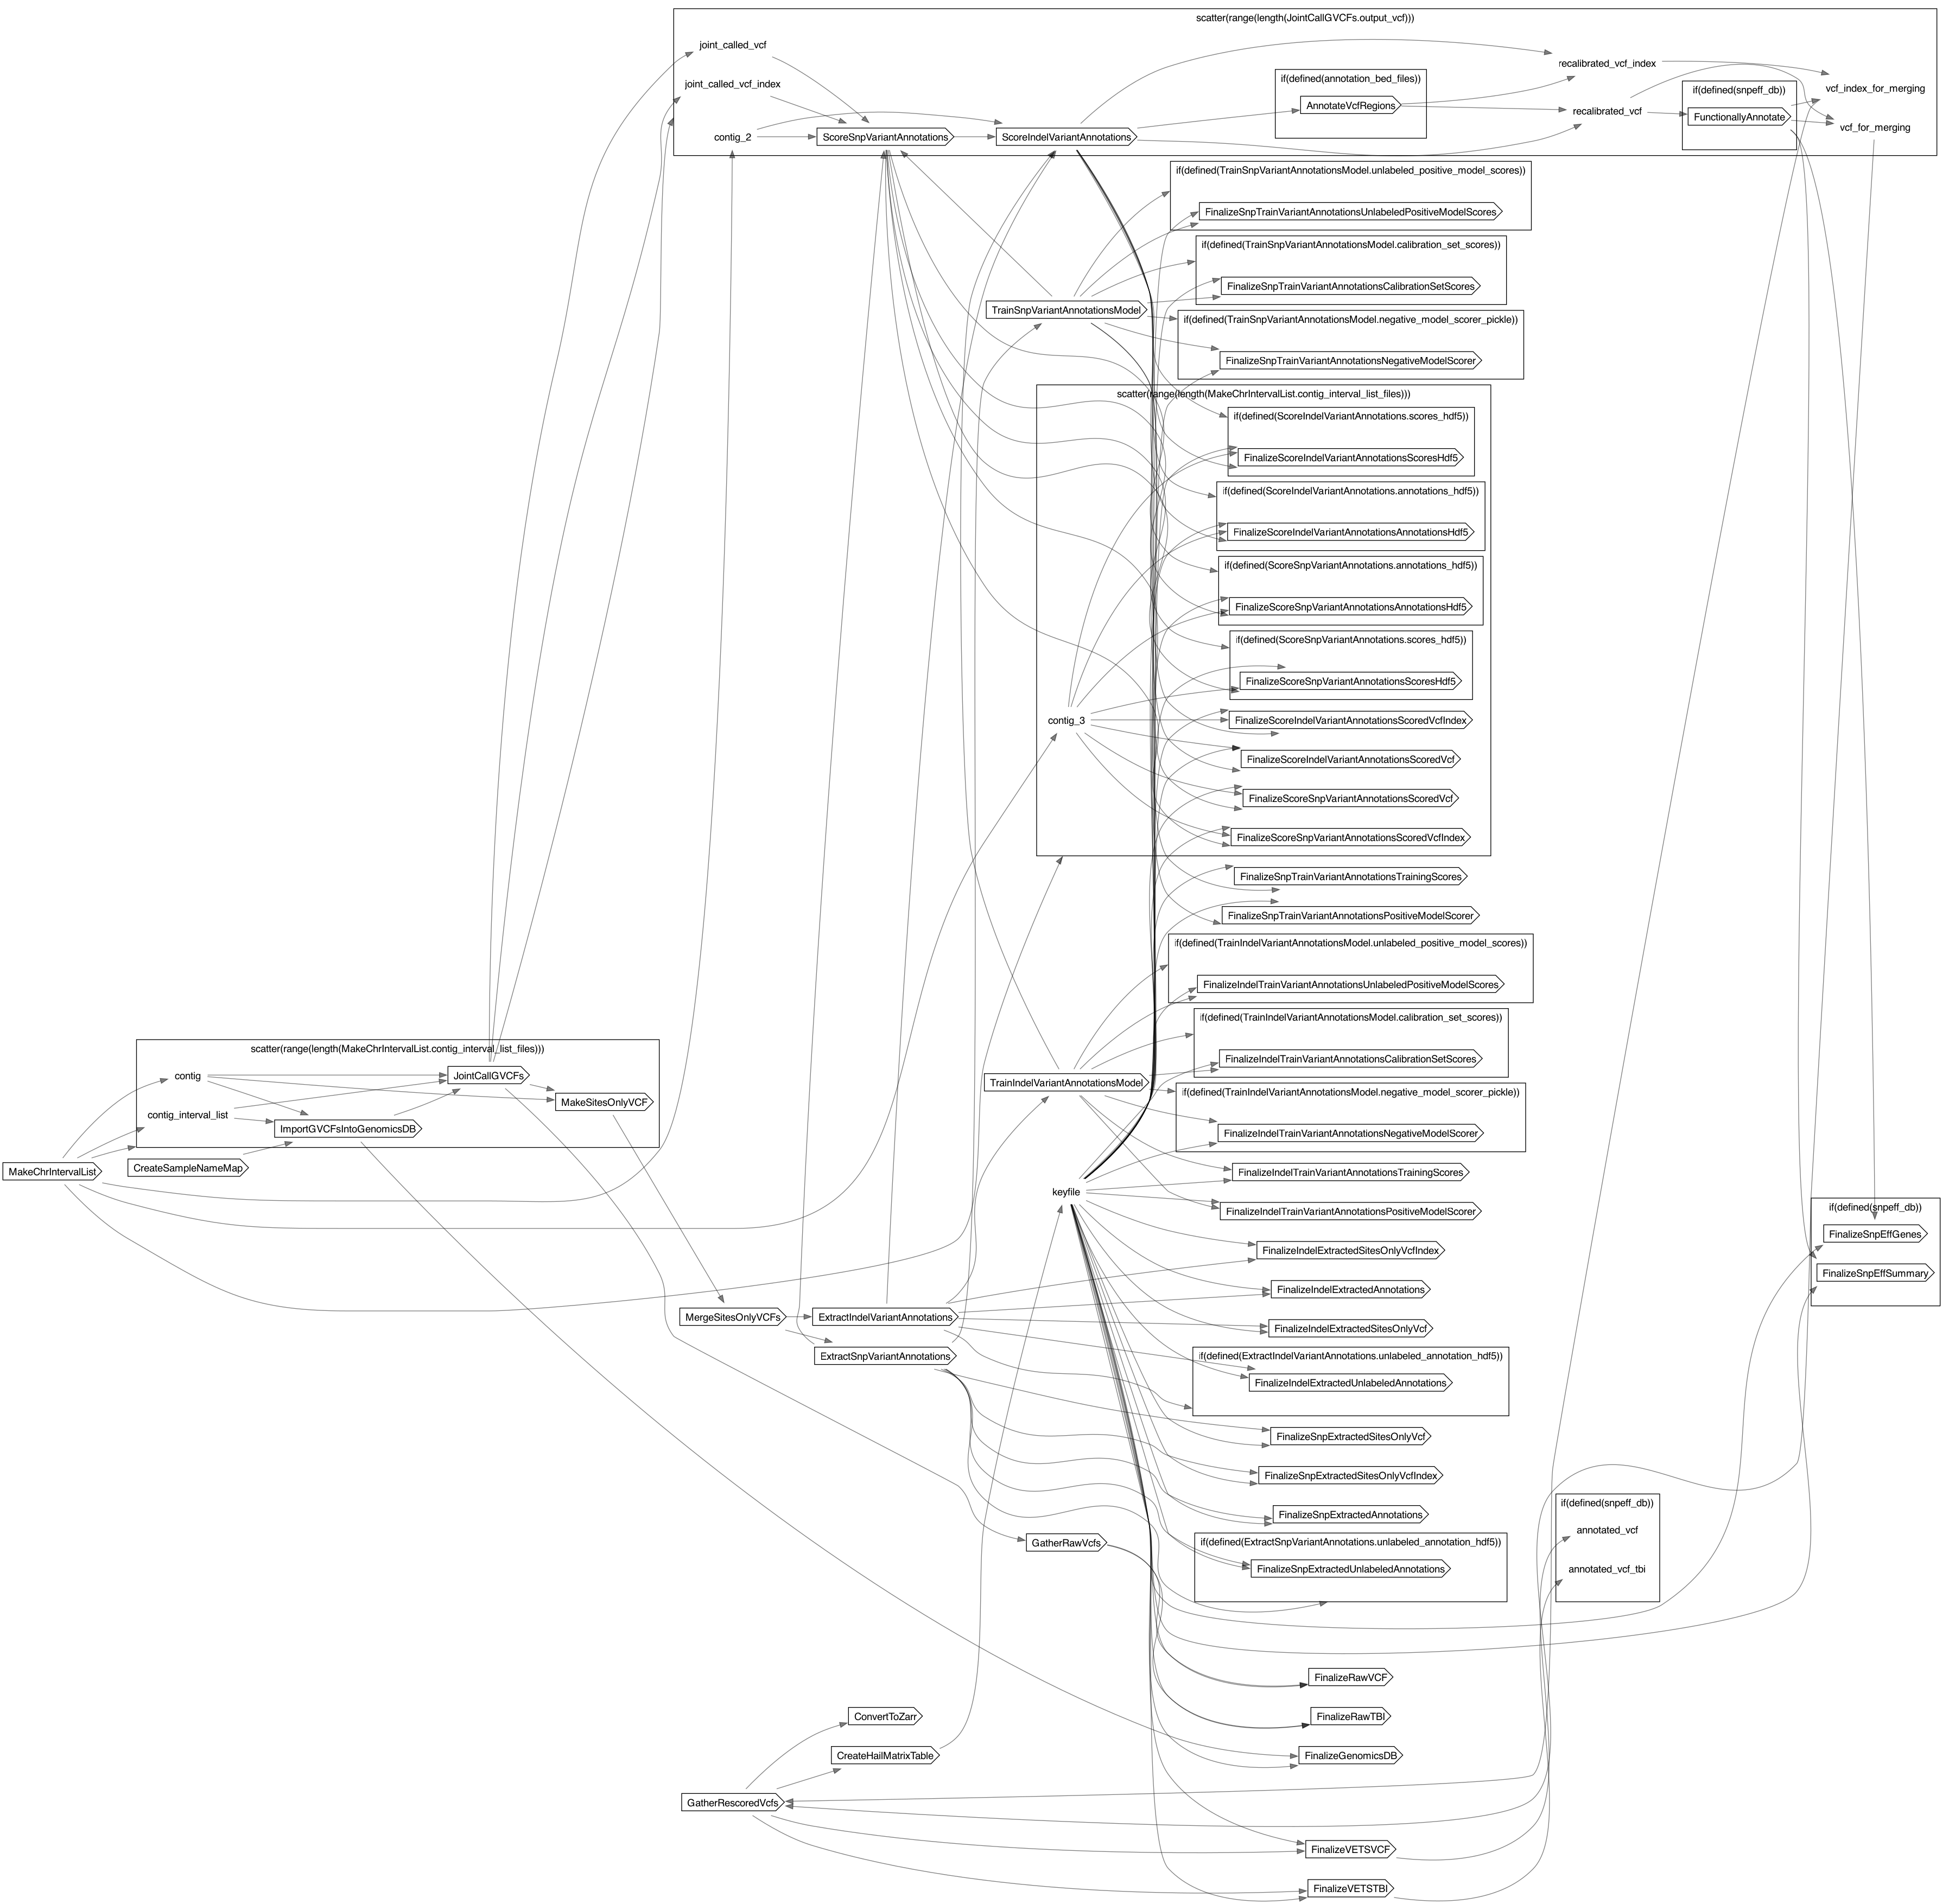 scatter(range(length(JointCallGVCFs.output_vcf)))
joint_called_vcf
joint_called_vcf_index
contig_2
ScoreSnpVariantAnnotations
ScoreIndelVariantAnnotations
if(defined(annotation_bed_files))
AnnotateVcfRegions
recalibrated_vcf_index
recalibrated_vcf
if(defined(snpeff_db))
FunctionallyAnnotate
vcf_index_for_merging
vcf_for_merging
if(defined(TrainSnpVariantAnnotationsModel.unlabeled_positive_model_scores))
FinalizeSnpTrainVariantAnnotationsUnlabeledPositiveModelScores
if(defined(TrainSnpVariantAnnotationsModel.calibration_set_scores))
FinalizeSnpTrainVariantAnnotationsCalibrationSetScores
TrainSnpVariantAnnotationsModel
if(defined(TrainSnpVariantAnnotationsModel.negative_model_scorer_pickle))
FinalizeSnpTrainVariantAnnotationsNegativeModelScorer
scatter(range(length(MakeChrIntervalList.contig_interval_list_files)))
if(defined(ScoreIndelVariantAnnotations.scores_hdf5))
FinalizeScoreIndelVariantAnnotationsScoresHdf5
if(defined(ScoreIndelVariantAnnotations.annotations_hdf5))
FinalizeScoreIndelVariantAnnotationsAnnotationsHdf5
if(defined(ScoreSnpVariantAnnotations.annotations_hdf5))
FinalizeScoreSnpVariantAnnotationsAnnotationsHdf5
if(defined(ScoreSnpVariantAnnotations.scores_hdf5))
FinalizeScoreSnpVariantAnnotationsScoresHdf5
contig_3
FinalizeScoreIndelVariantAnnotationsScoredVcfIndex
FinalizeScoreIndelVariantAnnotationsScoredVcf
FinalizeScoreSnpVariantAnnotationsScoredVcf
FinalizeScoreSnpVariantAnnotationsScoredVcfIndex
FinalizeSnpTrainVariantAnnotationsTrainingScores
FinalizeSnpTrainVariantAnnotationsPositiveModelScorer
if(defined(TrainIndelVariantAnnotationsModel.unlabeled_positive_model_scores))
FinalizeIndelTrainVariantAnnotationsUnlabeledPositiveModelScores
if(defined(TrainIndelVariantAnnotationsModel.calibration_set_scores))
FinalizeIndelTrainVariantAnnotationsCalibrationSetScores
TrainIndelVariantAnnotationsModel
if(defined(TrainIndelVariantAnnotationsModel.negative_model_scorer_pickle))
FinalizeIndelTrainVariantAnnotationsNegativeModelScorer
scatter(range(length(MakeChrIntervalList.contig_interval_list_files)))
contig
JointCallGVCFs
MakeSitesOnlyVCF
contig_interval_list
ImportGVCFsIntoGenomicsDB
CreateSampleNameMap
MakeChrIntervalList
FinalizeIndelTrainVariantAnnotationsTrainingScores
keyfile
FinalizeIndelTrainVariantAnnotationsPositiveModelScorer
if(defined(snpeff_db))
FinalizeSnpEffGenes
FinalizeSnpEffSummary
FinalizeIndelExtractedSitesOnlyVcfIndex
FinalizeIndelExtractedAnnotations
MergeSitesOnlyVCFs
ExtractIndelVariantAnnotations
FinalizeIndelExtractedSitesOnlyVcf
ExtractSnpVariantAnnotations
if(defined(ExtractIndelVariantAnnotations.unlabeled_annotation_hdf5))
FinalizeIndelExtractedUnlabeledAnnotations
FinalizeSnpExtractedSitesOnlyVcf
FinalizeSnpExtractedSitesOnlyVcfIndex
FinalizeSnpExtractedAnnotations
if(defined(snpeff_db))
annotated_vcf
annotated_vcf_tbi
GatherRawVcfs
if(defined(ExtractSnpVariantAnnotations.unlabeled_annotation_hdf5))
FinalizeSnpExtractedUnlabeledAnnotations
FinalizeRawVCF
ConvertToZarr
FinalizeRawTBI
CreateHailMatrixTable
FinalizeGenomicsDB
GatherRescoredVcfs
FinalizeVETSVCF
FinalizeVETSTBI